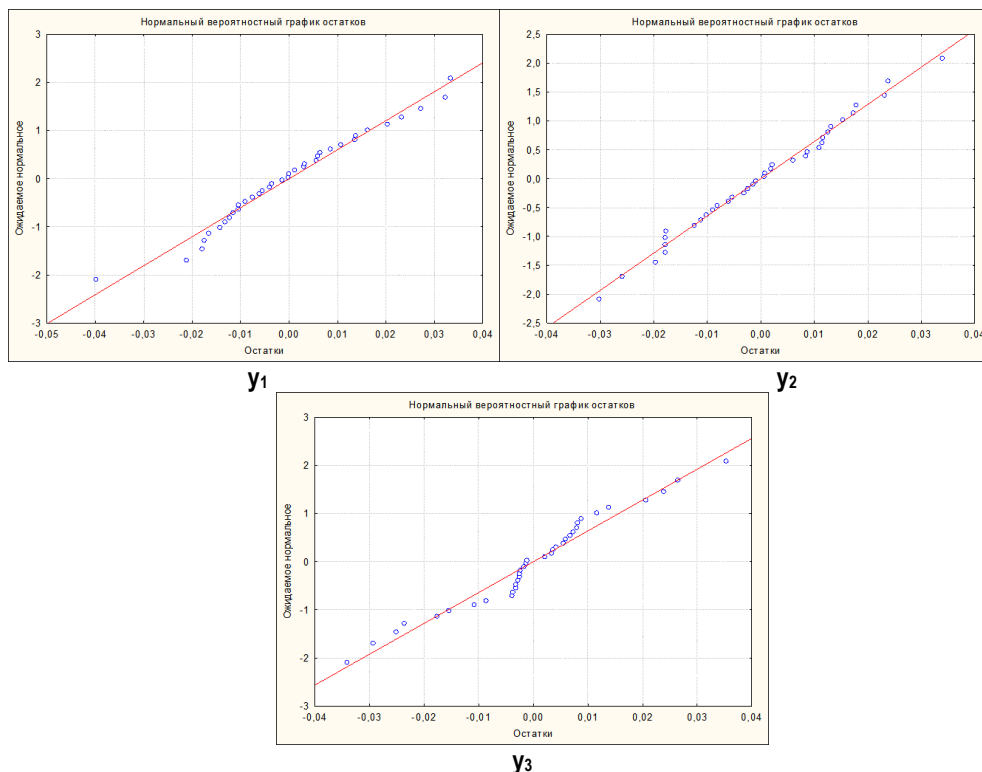 Нормальный вероятностный график остатков
Ожидаемое нормальное
3
2
1
0
-1
-2
-3
-0,05 -0,04 -0,03 -0,02 -0,01 0,00 0,01 0,02 0,03 0,04
Остатки
y1
Нормальный вероятностный график остатков
Ожидаемое нормальное
2,5
2,0
1,5
1,0
0,5
0,0
-0,5
-1,0
-1,5
-2,0
-2,5
-0,04 -0,03 -0,02 -0,01 0,00 0,01 0,02 0,03 0,04
Остатки
y2
Нормальный вероятностный график остатков
Ожидаемое нормальное
3
2
1
0
-1
-2
-3
-0,04 -0,03 -0,02 -0,01 0,00 0,01 0,02 0,03 0,04
Остатки
y3